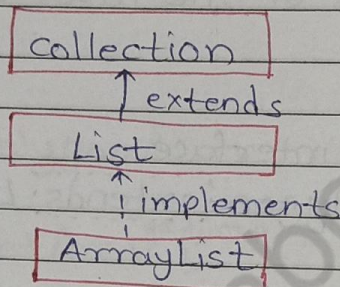 Collection
extends
List
implements
ArrayList